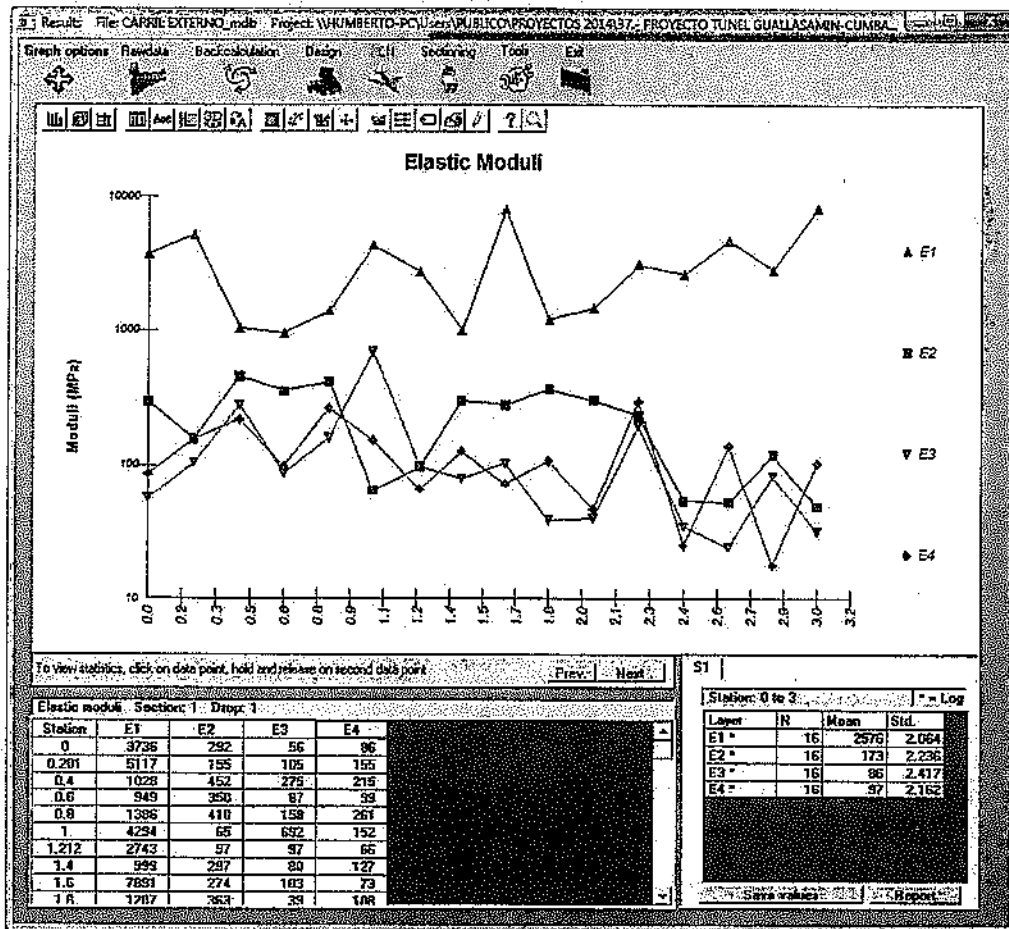 Results File: CARRIL EXTERNO_mdb Project: \\HUMBERTO-PC\Users\PUBLICO\PROYECTOS 2014\37.- PROYECTO TUNEL GUALLASAMIN-CUMBA
Graph options Rawdata Backcalculation Design Sectioning Tools Exit
Elastic Moduli
Moduli (MPa)
10000
1000
100
10
E1
E2
E3
E4
0.0 0.2 0.3 0.5 0.6 0.8 0.9 1.1 1.2 1.4 1.5 1.7 1.8 2.0 2.1 2.3 2.4 2.6 2.7 2.9 3.0 3.2
To view statistics, click on data point, hold and release on second data point
Prev. Next
Elastic moduli Section: 1 Drop: 1
Station E1 E2 E3 E4
0 3736 292 56 86
0.201 5117 155 105 155
0.4 1028 452 275 215
0.6 949 350 87 99
0.8 1386 410 158 261
1 4294 65 692 152
1.212 2743 97 97 66
1.4 999 297 80 127
1.6 7891 274 103 73
1.8 1207 363 39 108
S1
Station: 0 to 3 * = Log
Layer N Mean Std.
E1 * 16 2576 2.064
E2 * 16 173 2.236
E3 * 16 86 2.417
E4 * 16 97 2.162
Save values Report